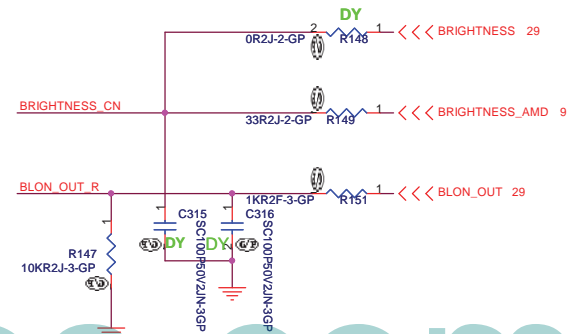 DY
2 1
0R2J-2-GP R148 BRIGHTNESS 29
BRIGHTNESS_CN
1
33R2J-2-GP R149 BRIGHTNESS_AMD 9
BLON_OUT_R
1
1KR2F-3-GP R151 BLON_OUT 29
1 1 1
C315 C316
SC100P50V2JN-3GP
SC100P50V2JN-3GP
DY DY
R147
10KR2J-3-GP